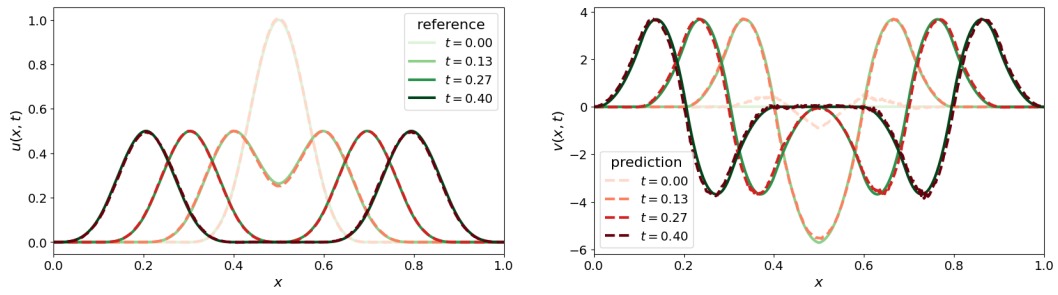 u(x, t)
1.0
0.8
0.6
0.4
0.2
0.0
reference
t = 0.00
t = 0.13
t = 0.27
t = 0.40
0.0 0.2 0.4 0.6 0.8 1.0
x
v(x, t)
4
2
0
−2
−4
−6
prediction
t = 0.00
t = 0.13
t = 0.27
t = 0.40
0.0 0.2 0.4 0.6 0.8 1.0
x